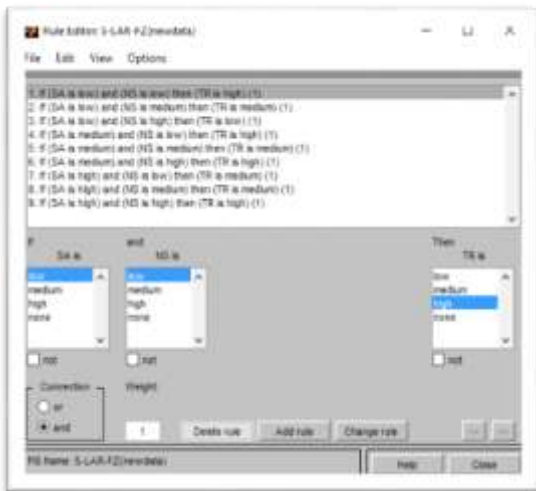 Rule Editor: S-LAR-FZ(newdata)
File Edit View Options
1. If (SA is low) and (NS is low) then (TR is high) (1)
2. If (SA is low) and (NS is medium) then (TR is medium) (1)
3. If (SA is low) and (NS is high) then (TR is low) (1)
4. If (SA is medium) and (NS is low) then (TR is high) (1)
5. If (SA is medium) and (NS is medium) then (TR is medium) (1)
6. If (SA is medium) and (NS is high) then (TR is medium) (1)
7. If (SA is high) and (NS is low) then (TR is medium) (1)
8. If (SA is high) and (NS is medium) then (TR is medium) (1)
9. If (SA is high) and (NS is high) then (TR is high) (1)
If and Then
SA is NS is TR is
low low low
medium medium medium
high high high
none none none
not not not
Connection Weight:
or
and 1 Delete rule Add rule Change rule << >>
FIS Name: S-LAR-FZ(newdata) Help Close